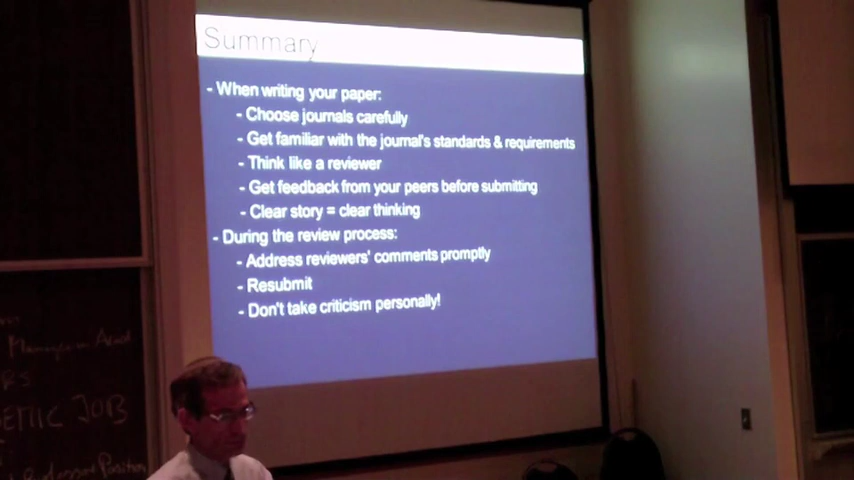 Summary
- When writing your paper:
- Choose journals carefully
- Get familiar with the journal's standards & requirements
- Think like a reviewer
- Get feedback from your peers before submitting
- Clear story = clear thinking
- During the review process:
- Address reviewers' comments promptly
- Resubmit
- Don't take criticism personally!
JOB
Position